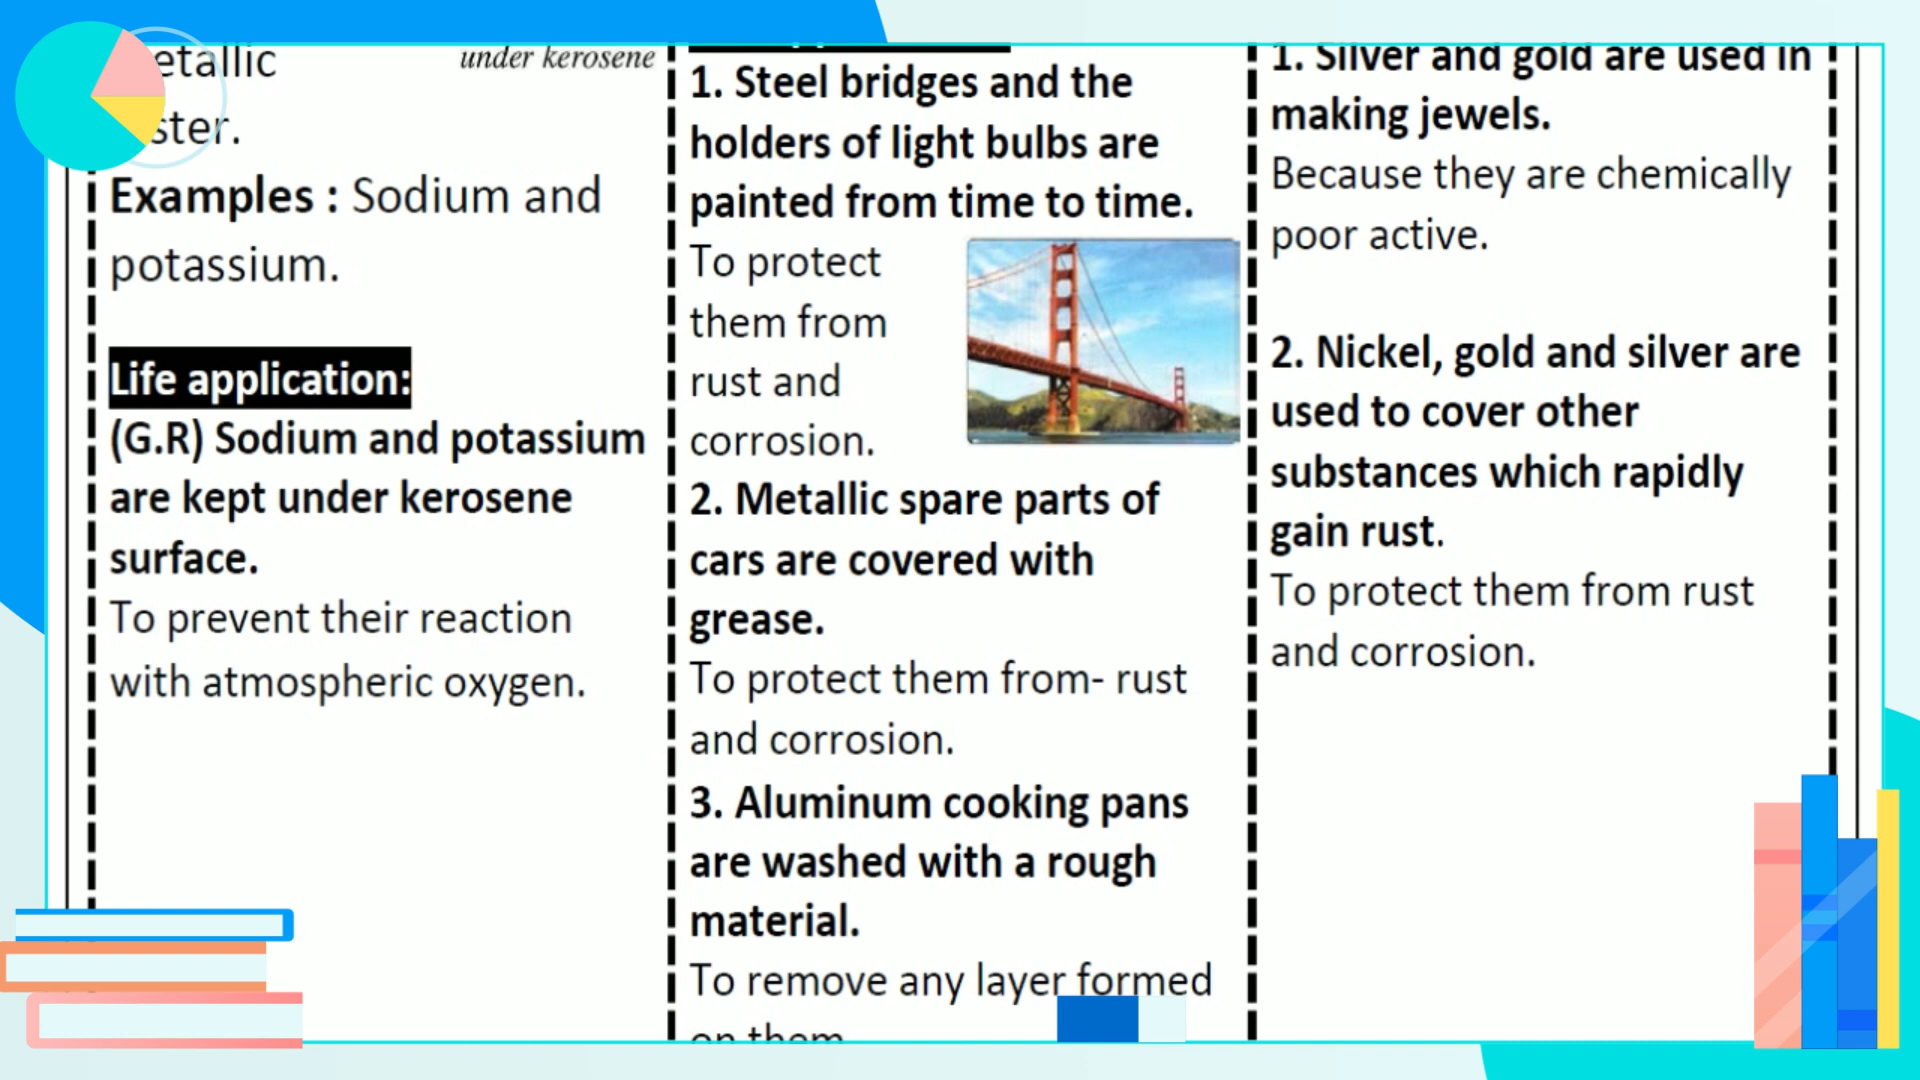 etallic
ster.
under kerosene
Examples : Sodium and
potassium.
Life application:
(G.R) Sodium and potassium
are kept under kerosene
surface.
To prevent their reaction
with atmospheric oxygen.
1. Steel bridges and the
holders of light bulbs are
painted from time to time.
To protect
them from
rust and
corrosion.
2. Metallic spare parts of
cars are covered with
grease.
To protect them from- rust
and corrosion.
3. Aluminum cooking pans
are washed with a rough
material.
To remove any layer formed
on them
1. Silver and gold are used in
making jewels.
Because they are chemically
poor active.
2. Nickel, gold and silver are
used to cover other
substances which rapidly
gain rust.
To protect them from rust
and corrosion.